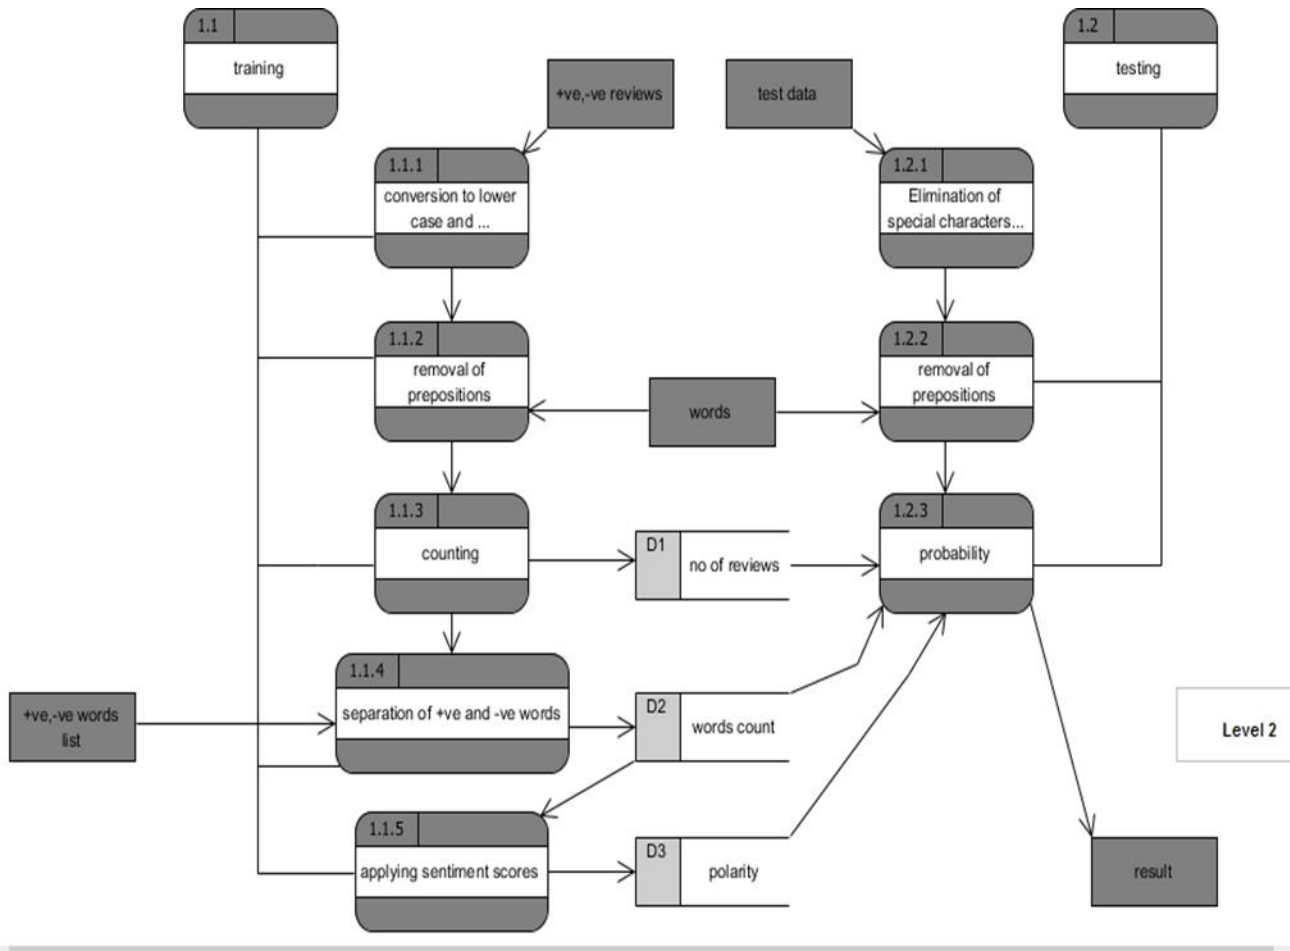 1.1
training
1.2
testing
+ve,-ve reviews
test data
1.1.1
conversion to lower
case and ...
1.2.1
Elimination of
special characters...
1.1.2
removal of
prepositions
words
1.2.2
removal of
prepositions
1.1.3
counting
D1
no of reviews
1.2.3
probability
1.1.4
separation of +ve and -ve words
+ve,-ve words
list
D2
words count
Level 2
1.1.5
applying sentiment scores
D3
polarity
result